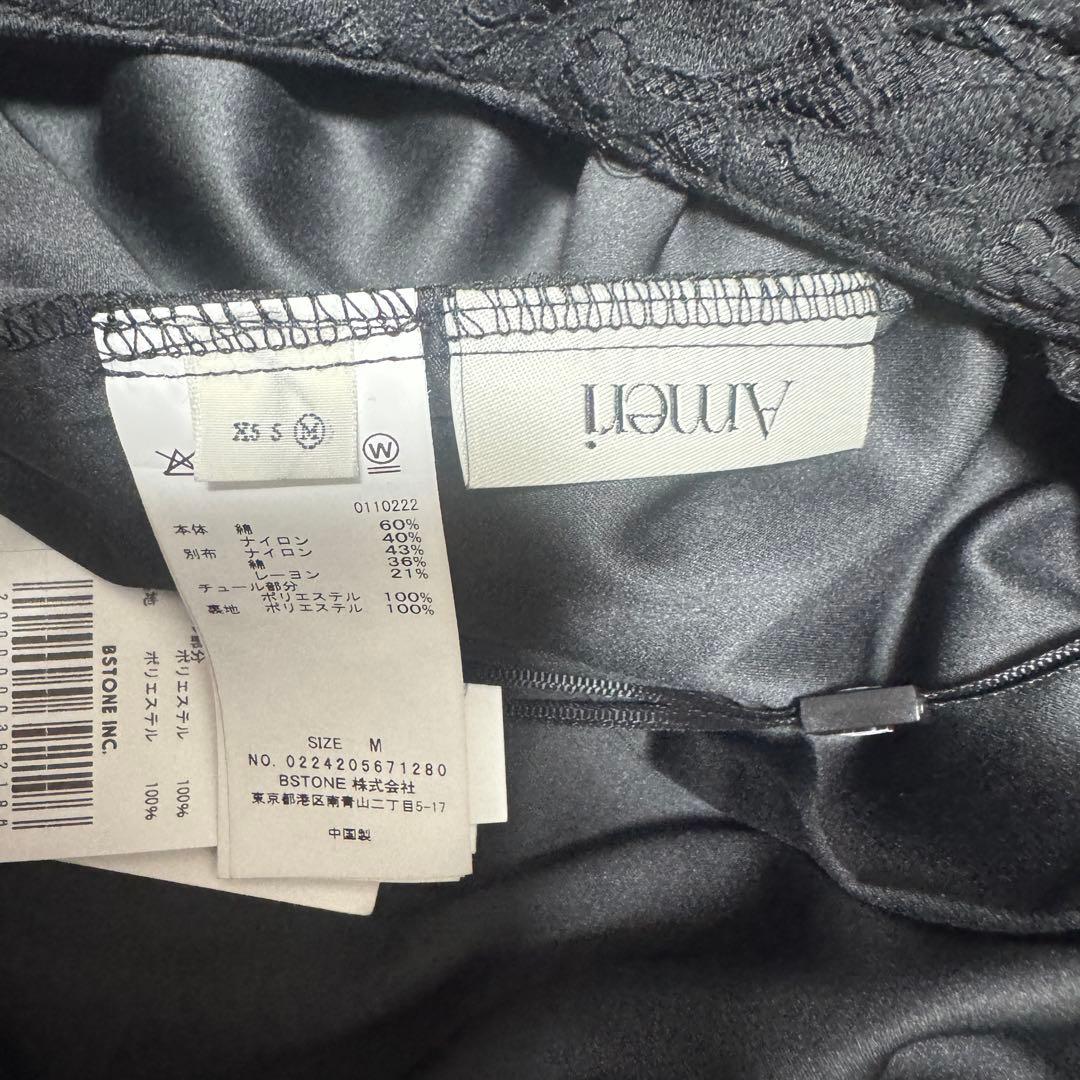 Ameri
XS S M
W
0110222
本体 綿 60%
ナイロン 40%
別布 ナイロン 43%
綿 36%
レーヨン 21%
チュール部分
ポリエステル 100%
裏地 ポリエステル 100%
SIZE M
NO. 0224205671280
BSTONE 株式会社
東京都港区南青山二丁目5-17
中国製
部分
ポリエステル 100%
地
ポリエステル 100%
BSTONE INC.